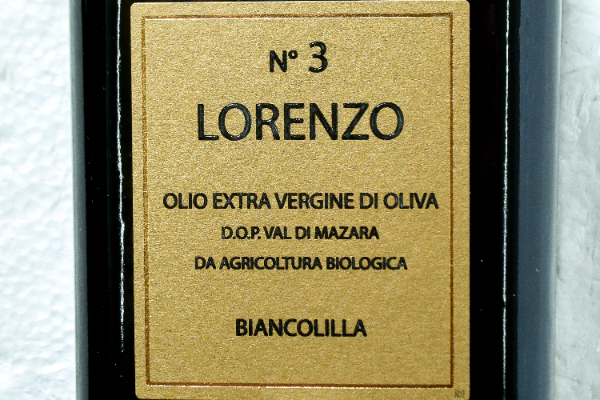 N° 3
LORENZO
OLIO EXTRA VERGINE DI OLIVA
D.O.P. VAL DI MAZARA
DA AGRICOLTURA BIOLOGICA
BIANCOLILLA